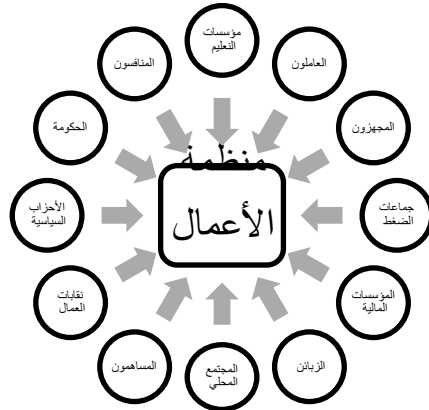 مؤسسات
التعليم
العاملون
المجهزون
جماعات
الضغط
المؤسسات
المالية
الزبائن
المجتمع
المحلي
المساهمون
نقابات
العمال
الأحزاب
السياسية
الحكومة
المنافسون
منظمة
الأعمال